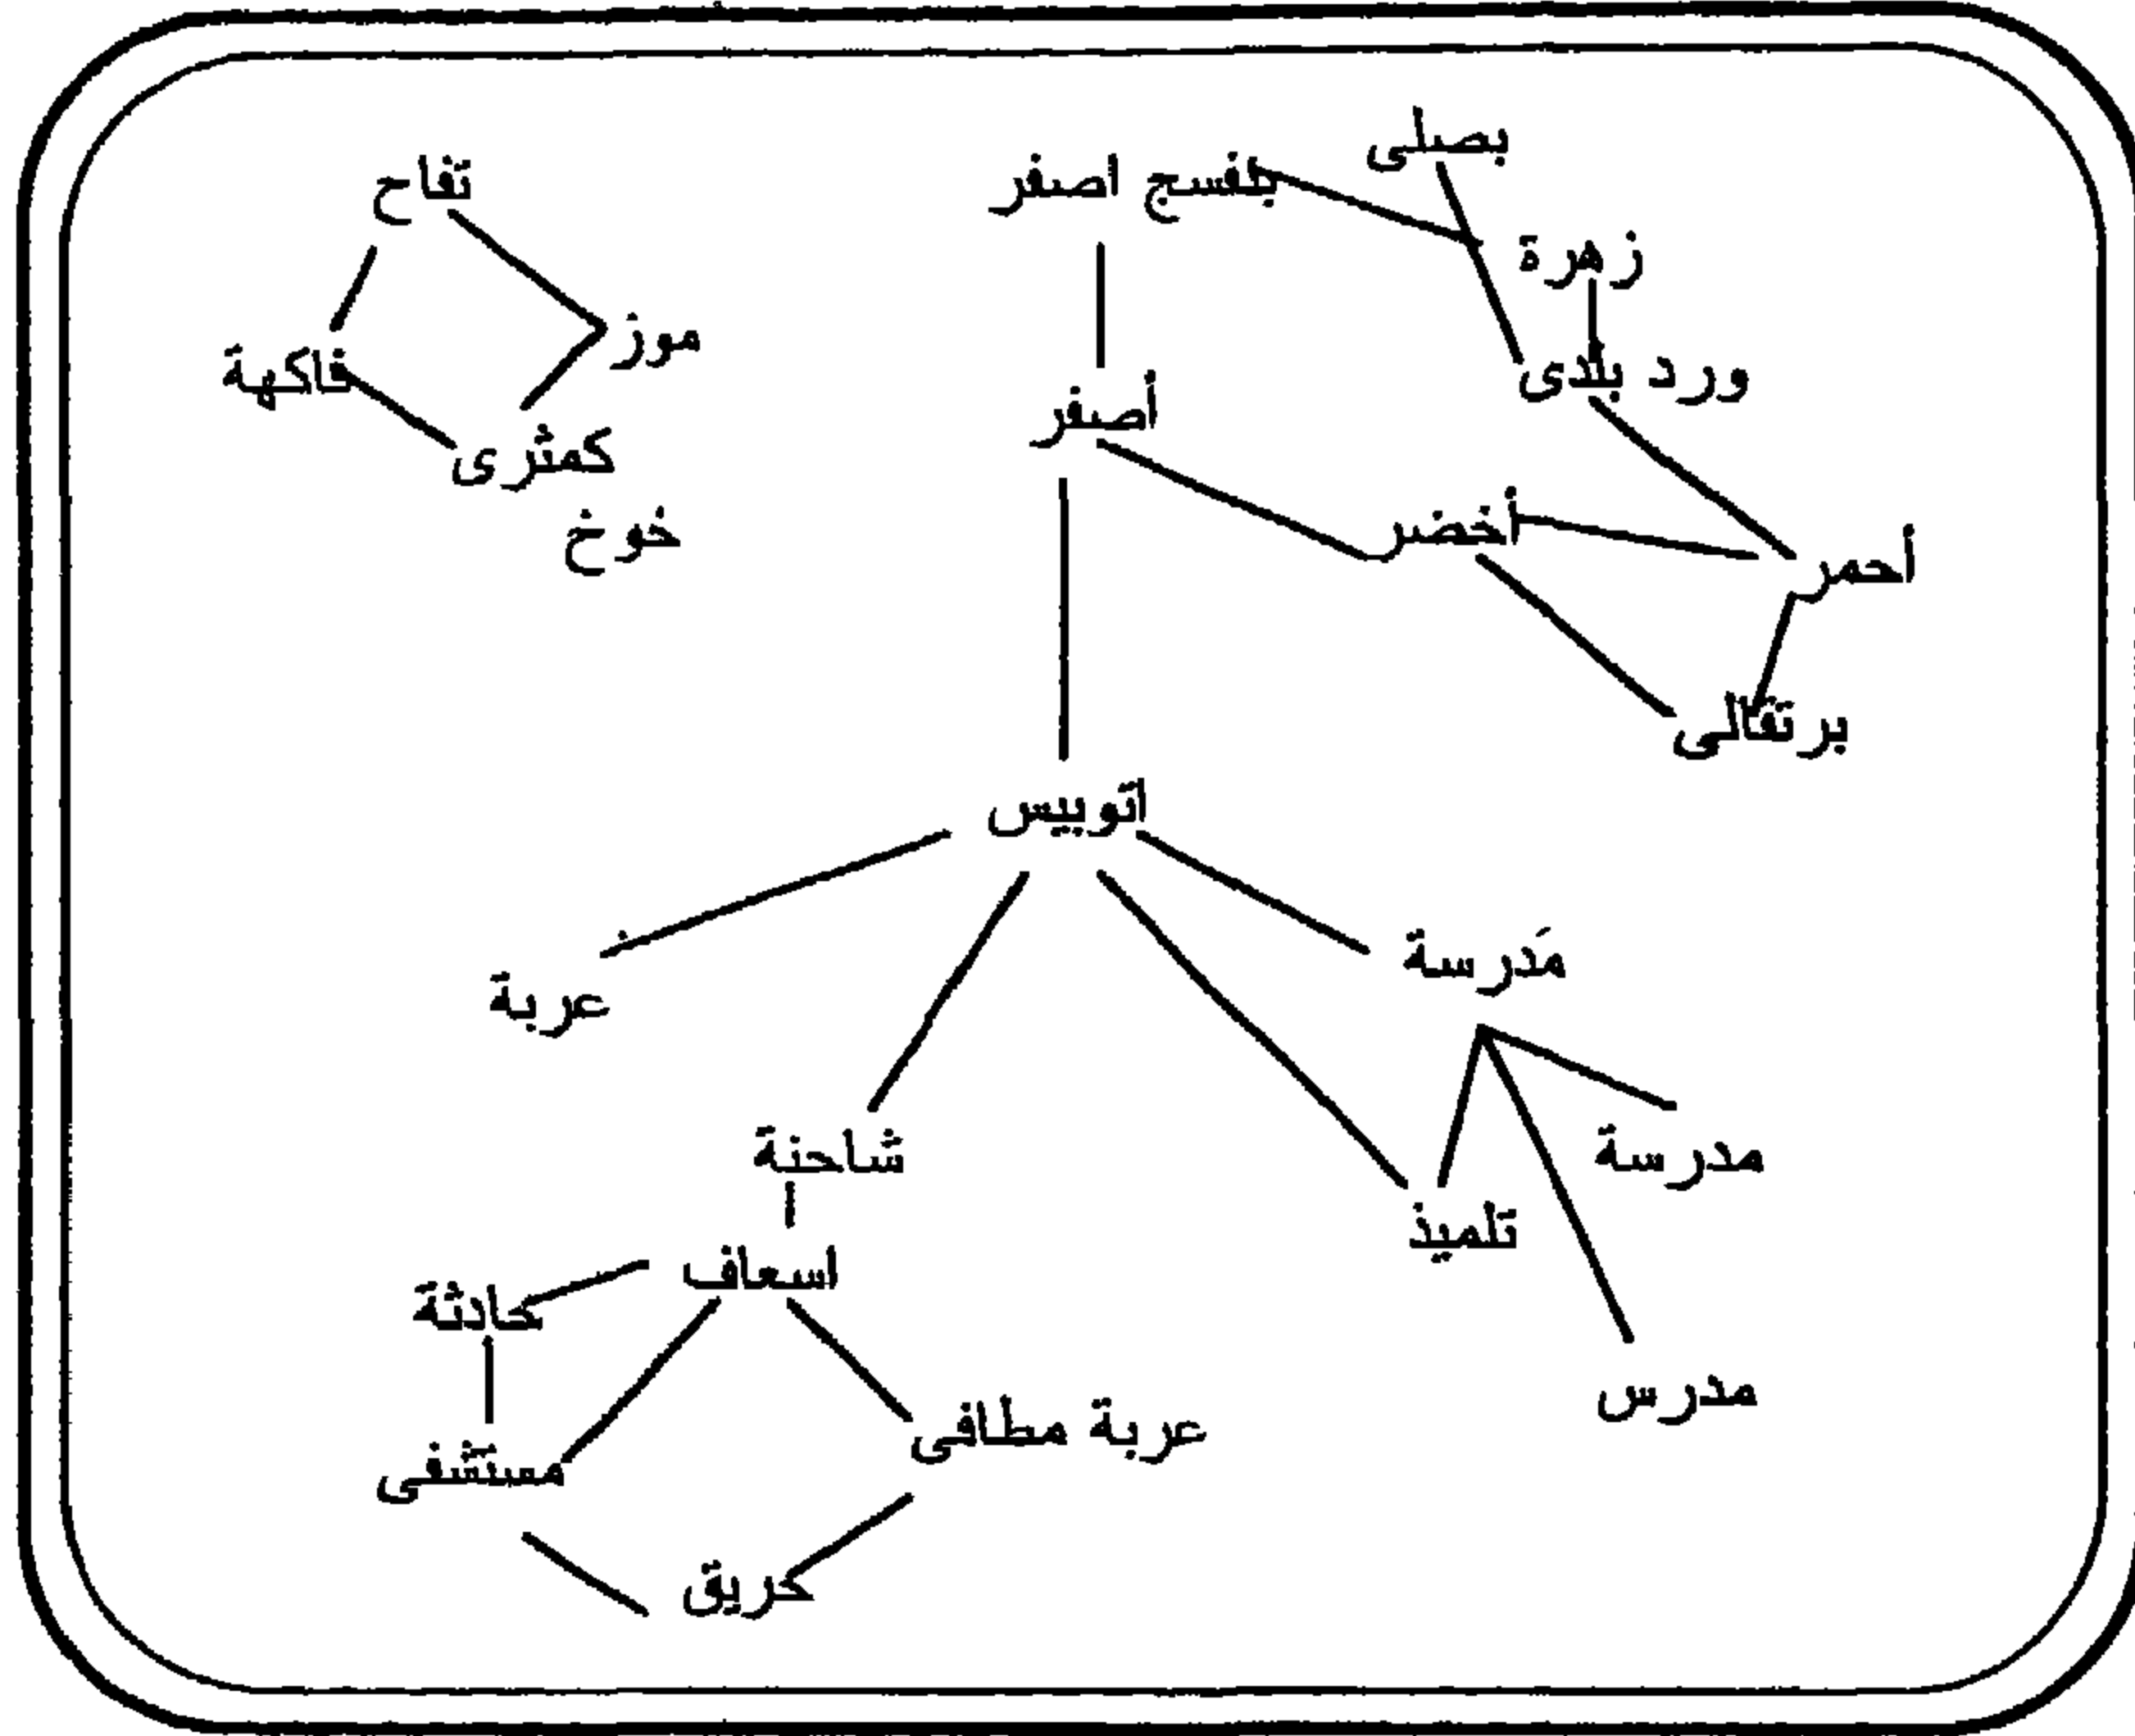 بصلى
بنفسج اصفر
تفاح
زهرة
موز
ورد بلدى
فاكهة
أصفر
كمثرى
خوخ
أخضر
أحمر
برتقالى
اتوبيس
مَدرسة
عربة
شاحنة
مدرسة
تلميذ
اسعاف
حادثة
مدرس
عربة مطافى
مستشفى
حريق